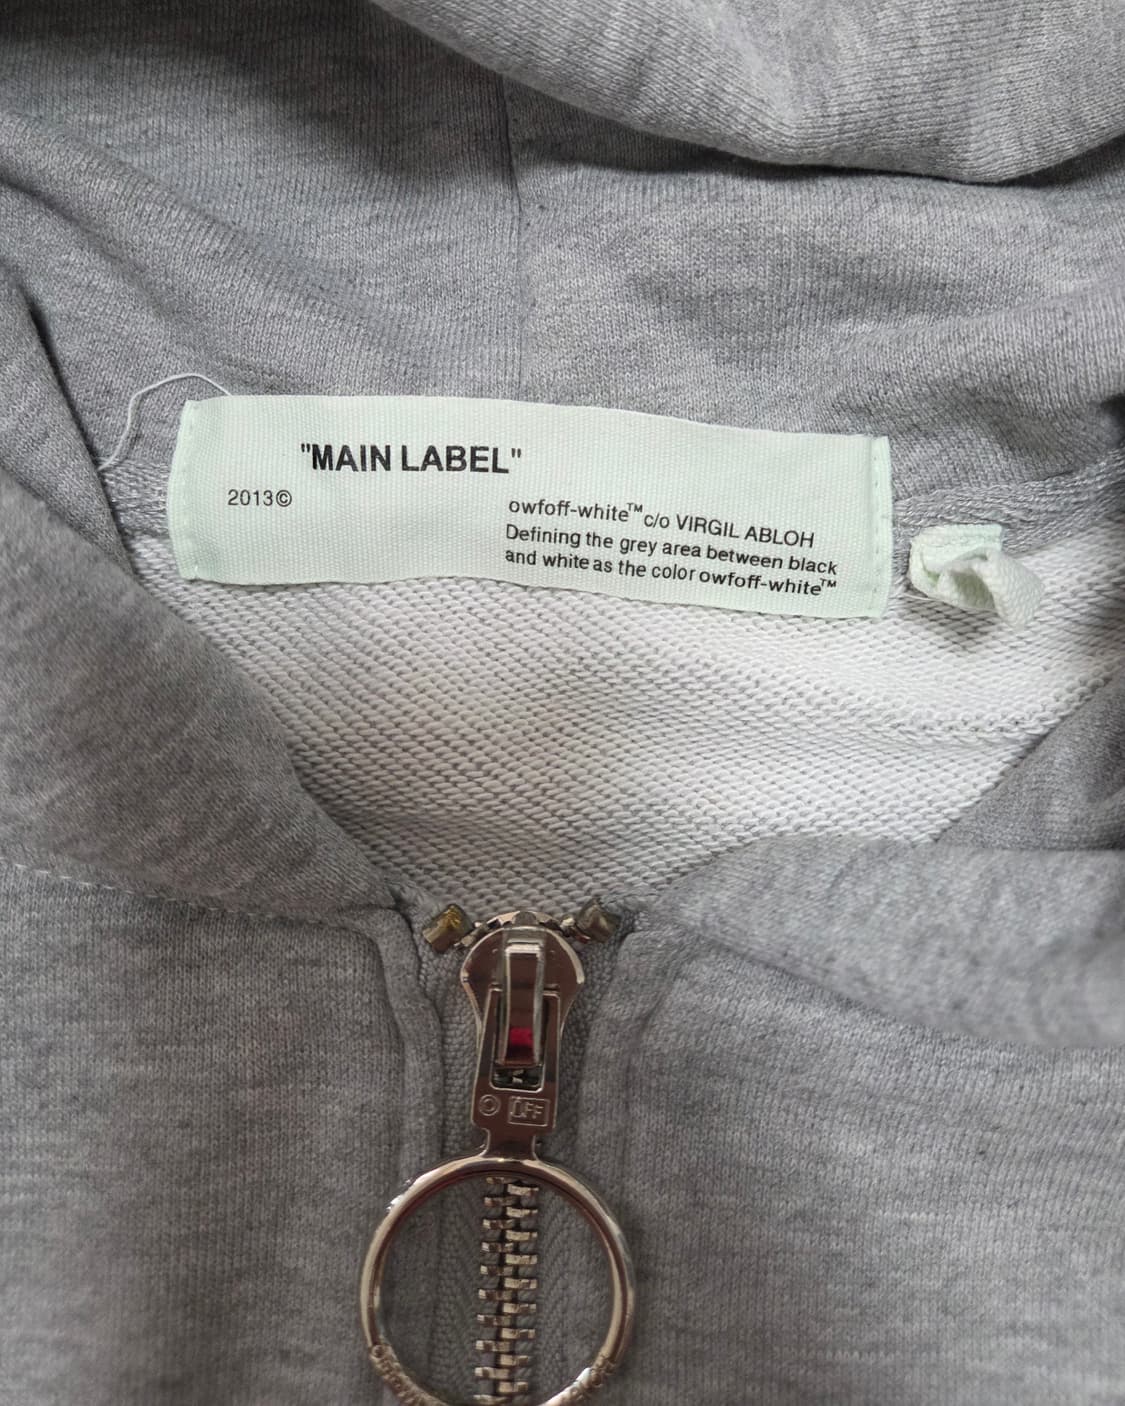 "MAIN LABEL"
2013©
owfoff-white™ c/o VIRGIL ABLOH
Defining the grey area between black
and white as the color owfoff-white™
© OFF